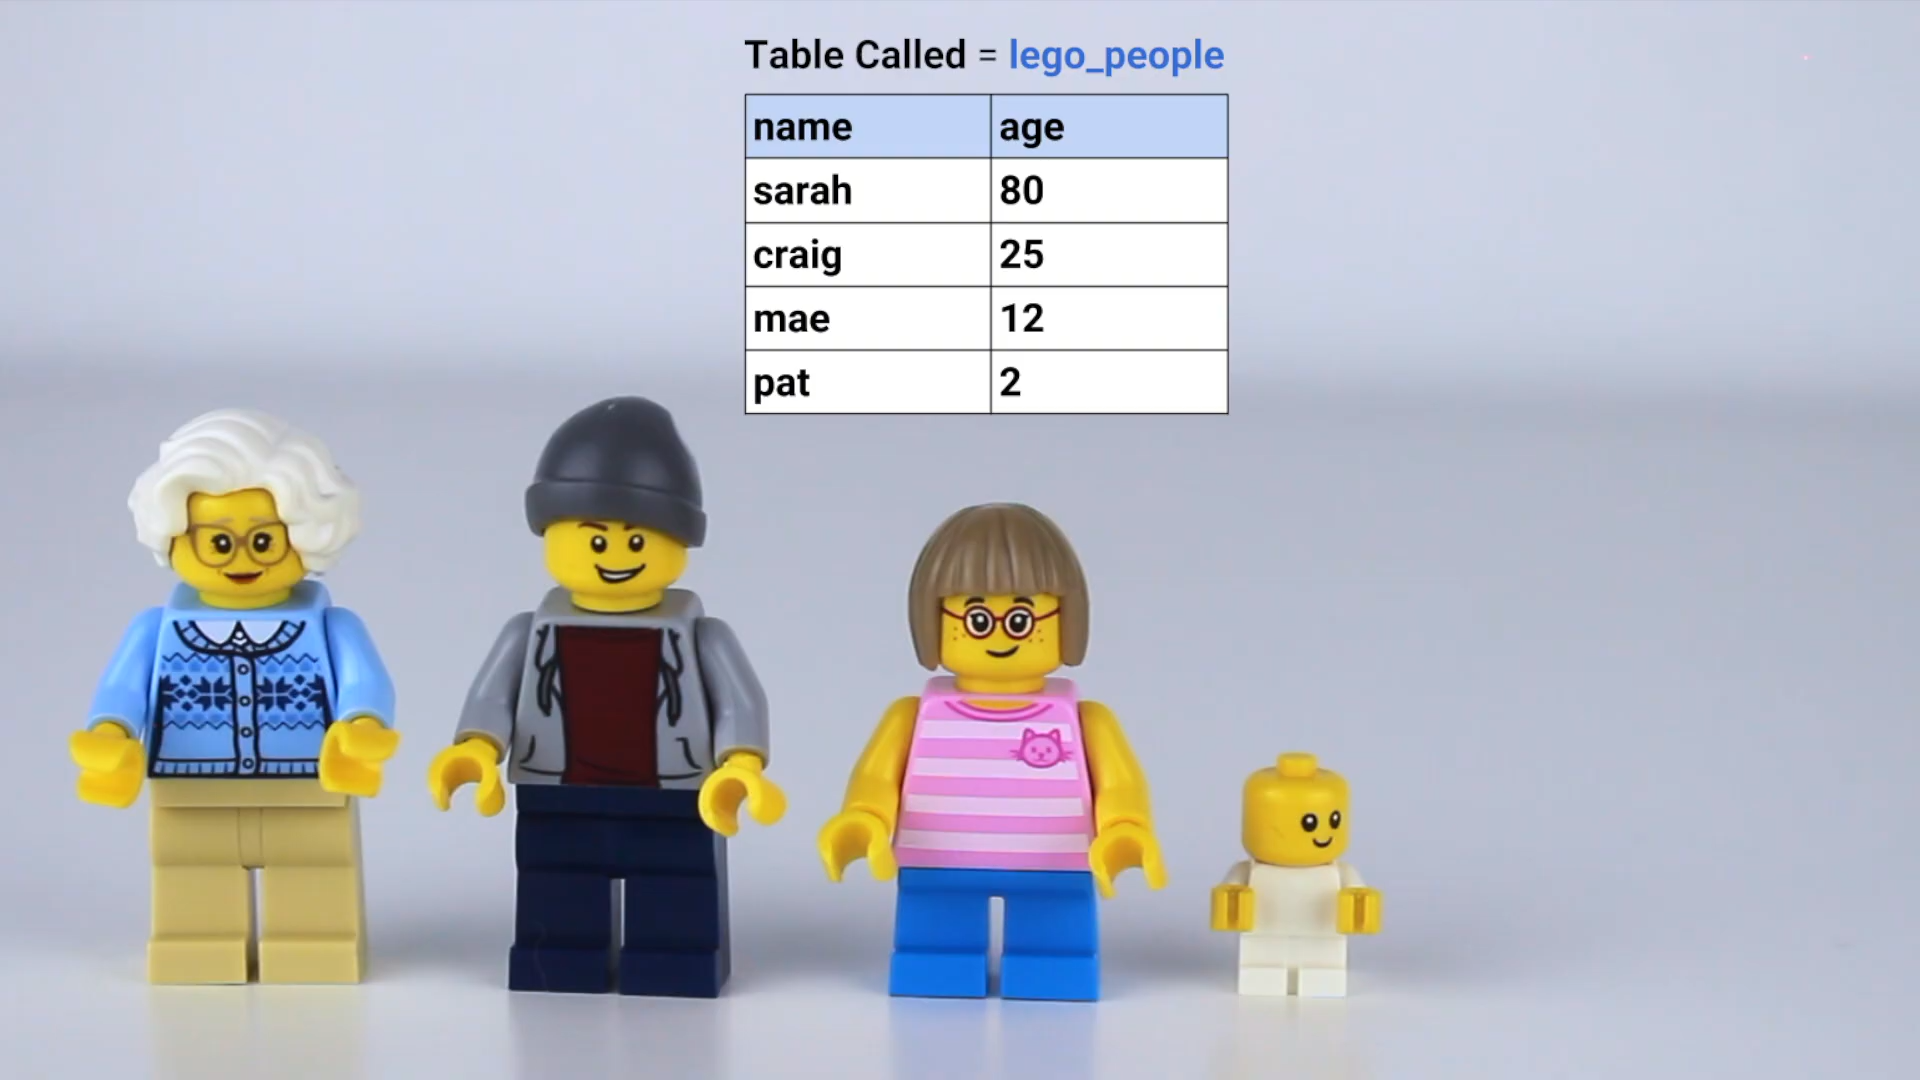 Table Called = lego_people
name age
sarah 80
craig 25
mae 12
pat 2